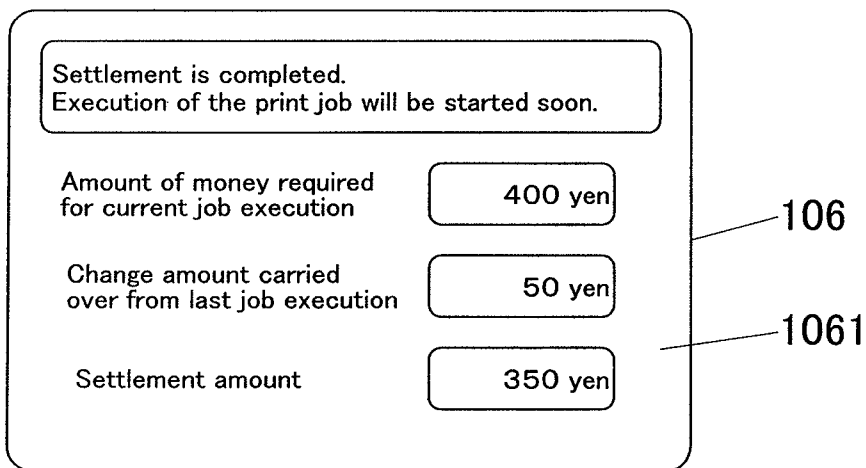 Settlement is completed.
Execution of the print job will be started soon.
Amount of money required
for current job execution
400 yen
106
Change amount carried
over from last job execution
50 yen
1061
Settlement amount
350 yen